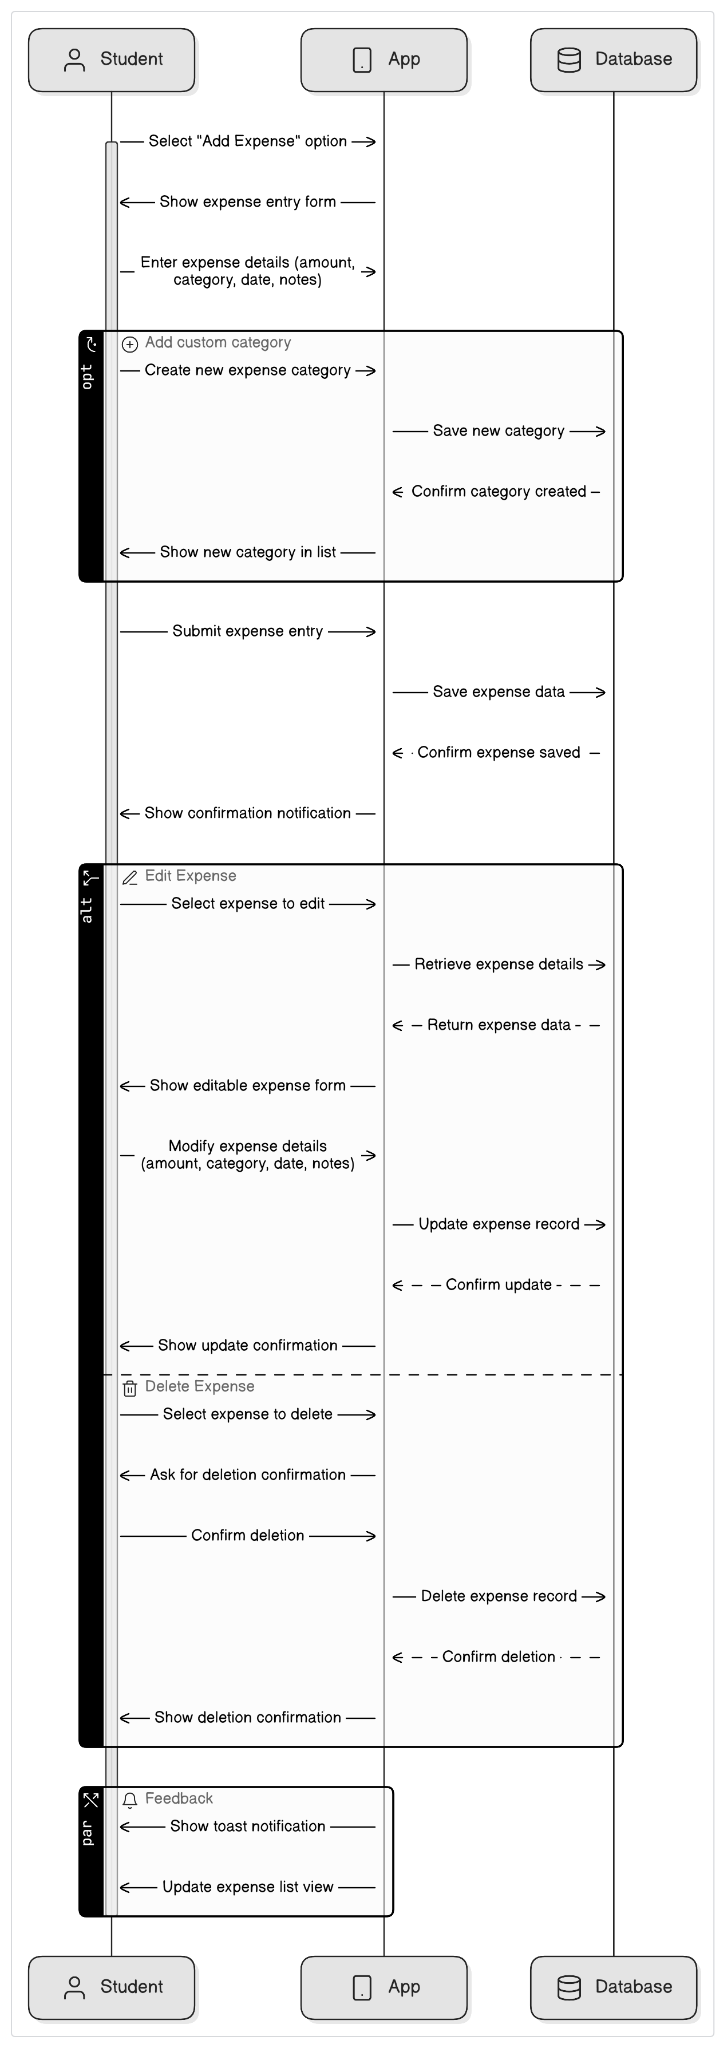 Student
App
Database
Select "Add Expense" option
Show expense entry form
Enter expense details (amount,
category, date, notes)
opt
Add custom category
Create new expense category
Save new category
Confirm category created
Show new category in list
Submit expense entry
Save expense data
Confirm expense saved
Show confirmation notification
alt
Edit Expense
Select expense to edit
Retrieve expense details
Return expense data
Show editable expense form
Modify expense details
(amount, category, date, notes)
Update expense record
Confirm update
Show update confirmation
Delete Expense
Select expense to delete
Ask for deletion confirmation
Confirm deletion
Delete expense record
Confirm deletion
Show deletion confirmation
par
Feedback
Show toast notification
Update expense list view
Student
App
Database